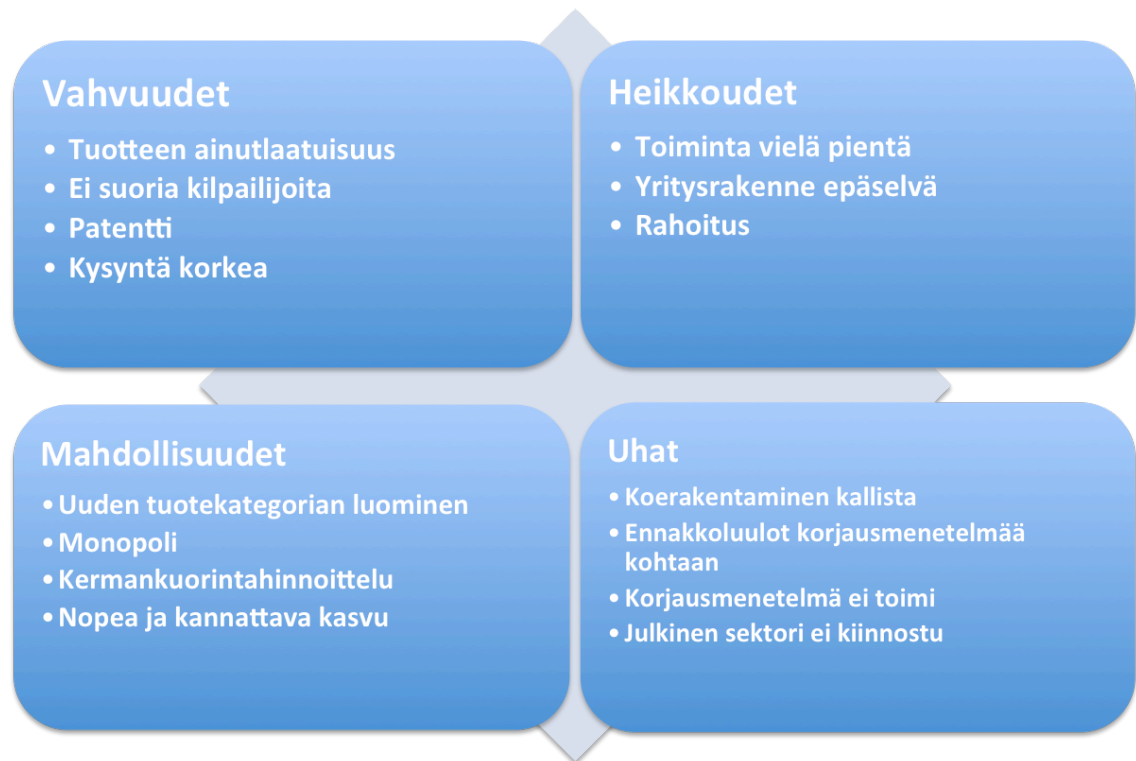 Vahvuudet
• Tuotteen ainutlaatuisuus
• Ei suoria kilpailijoita
• Patentti
• Kysyntä korkea
Heikkoudet
• Toiminta vielä pientä
• Yritysrakenne epäselvä
• Rahoitus
Mahdollisuudet
• Uuden tuotekategorian luominen
• Monopoli
• Kermankuorintahinnoittelu
• Nopea ja kannattava kasvu
Uhat
• Koerakentaminen kallista
• Ennakkoluulot korjausmenetelmää
kohtaan
• Korjausmenetelmä ei toimi
• Julkinen sektori ei kiinnostu